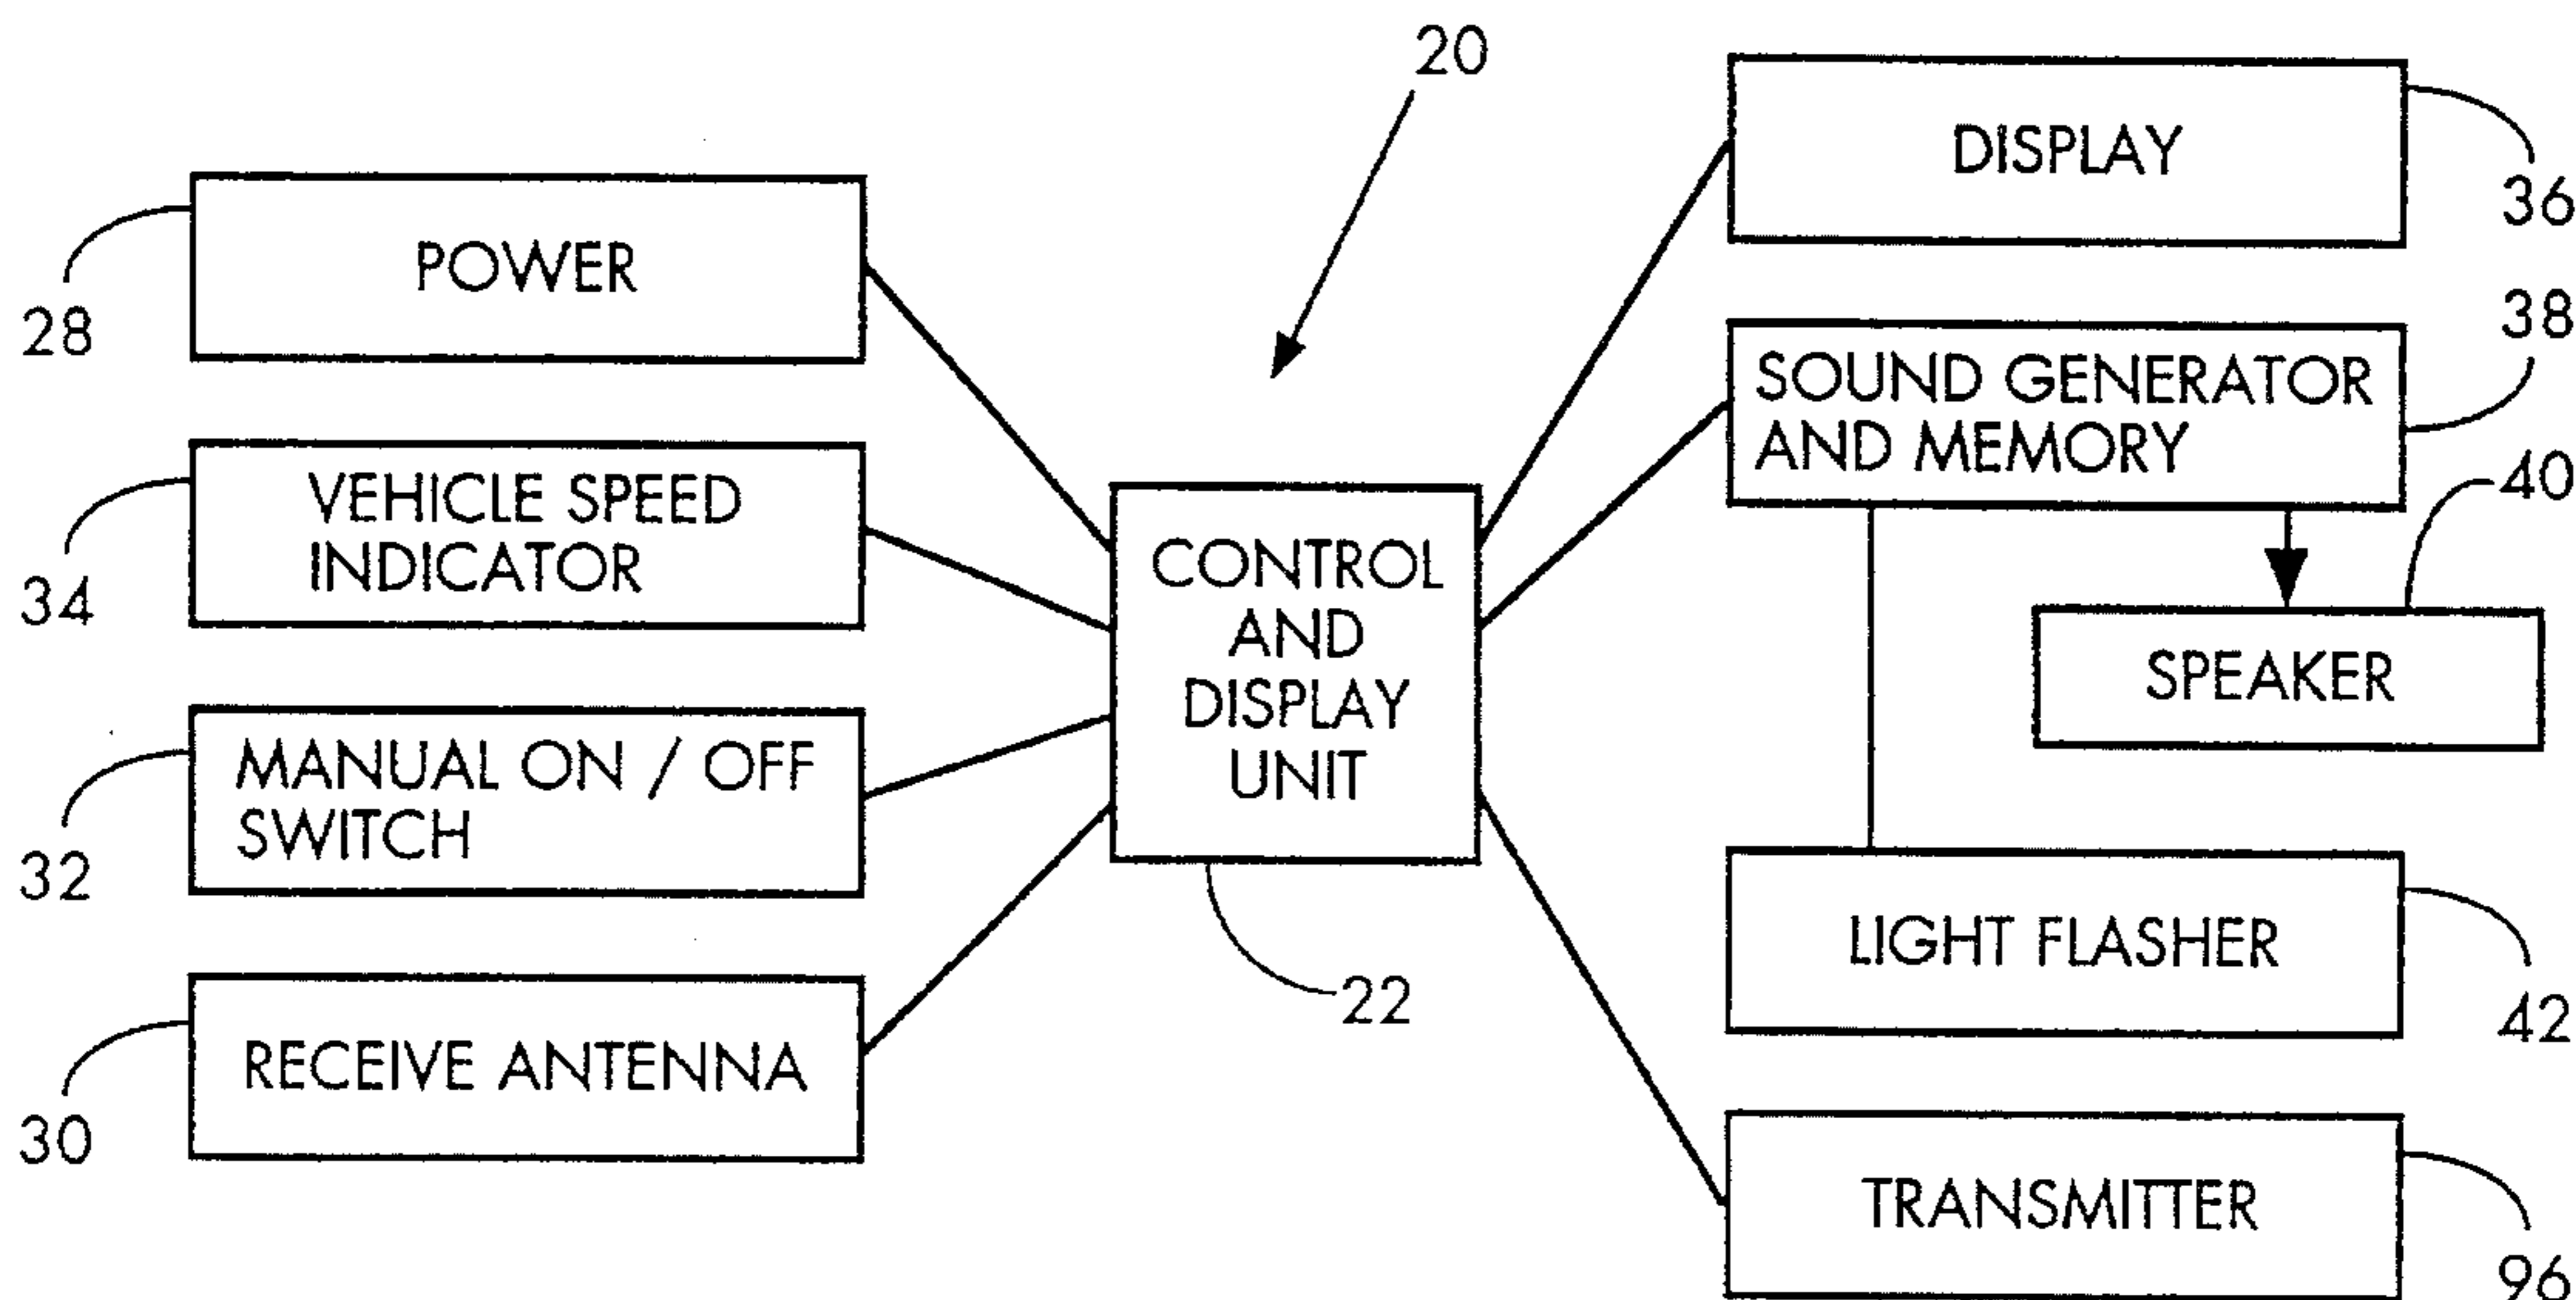 20
DISPLAY
36
POWER
28
SOUND GENERATOR
AND MEMORY
38
VEHICLE SPEED
INDICATOR
34
CONTROL
AND
DISPLAY
UNIT
22
SPEAKER
40
MANUAL ON / OFF
SWITCH
32
LIGHT FLASHER
42
RECEIVE ANTENNA
30
TRANSMITTER
96